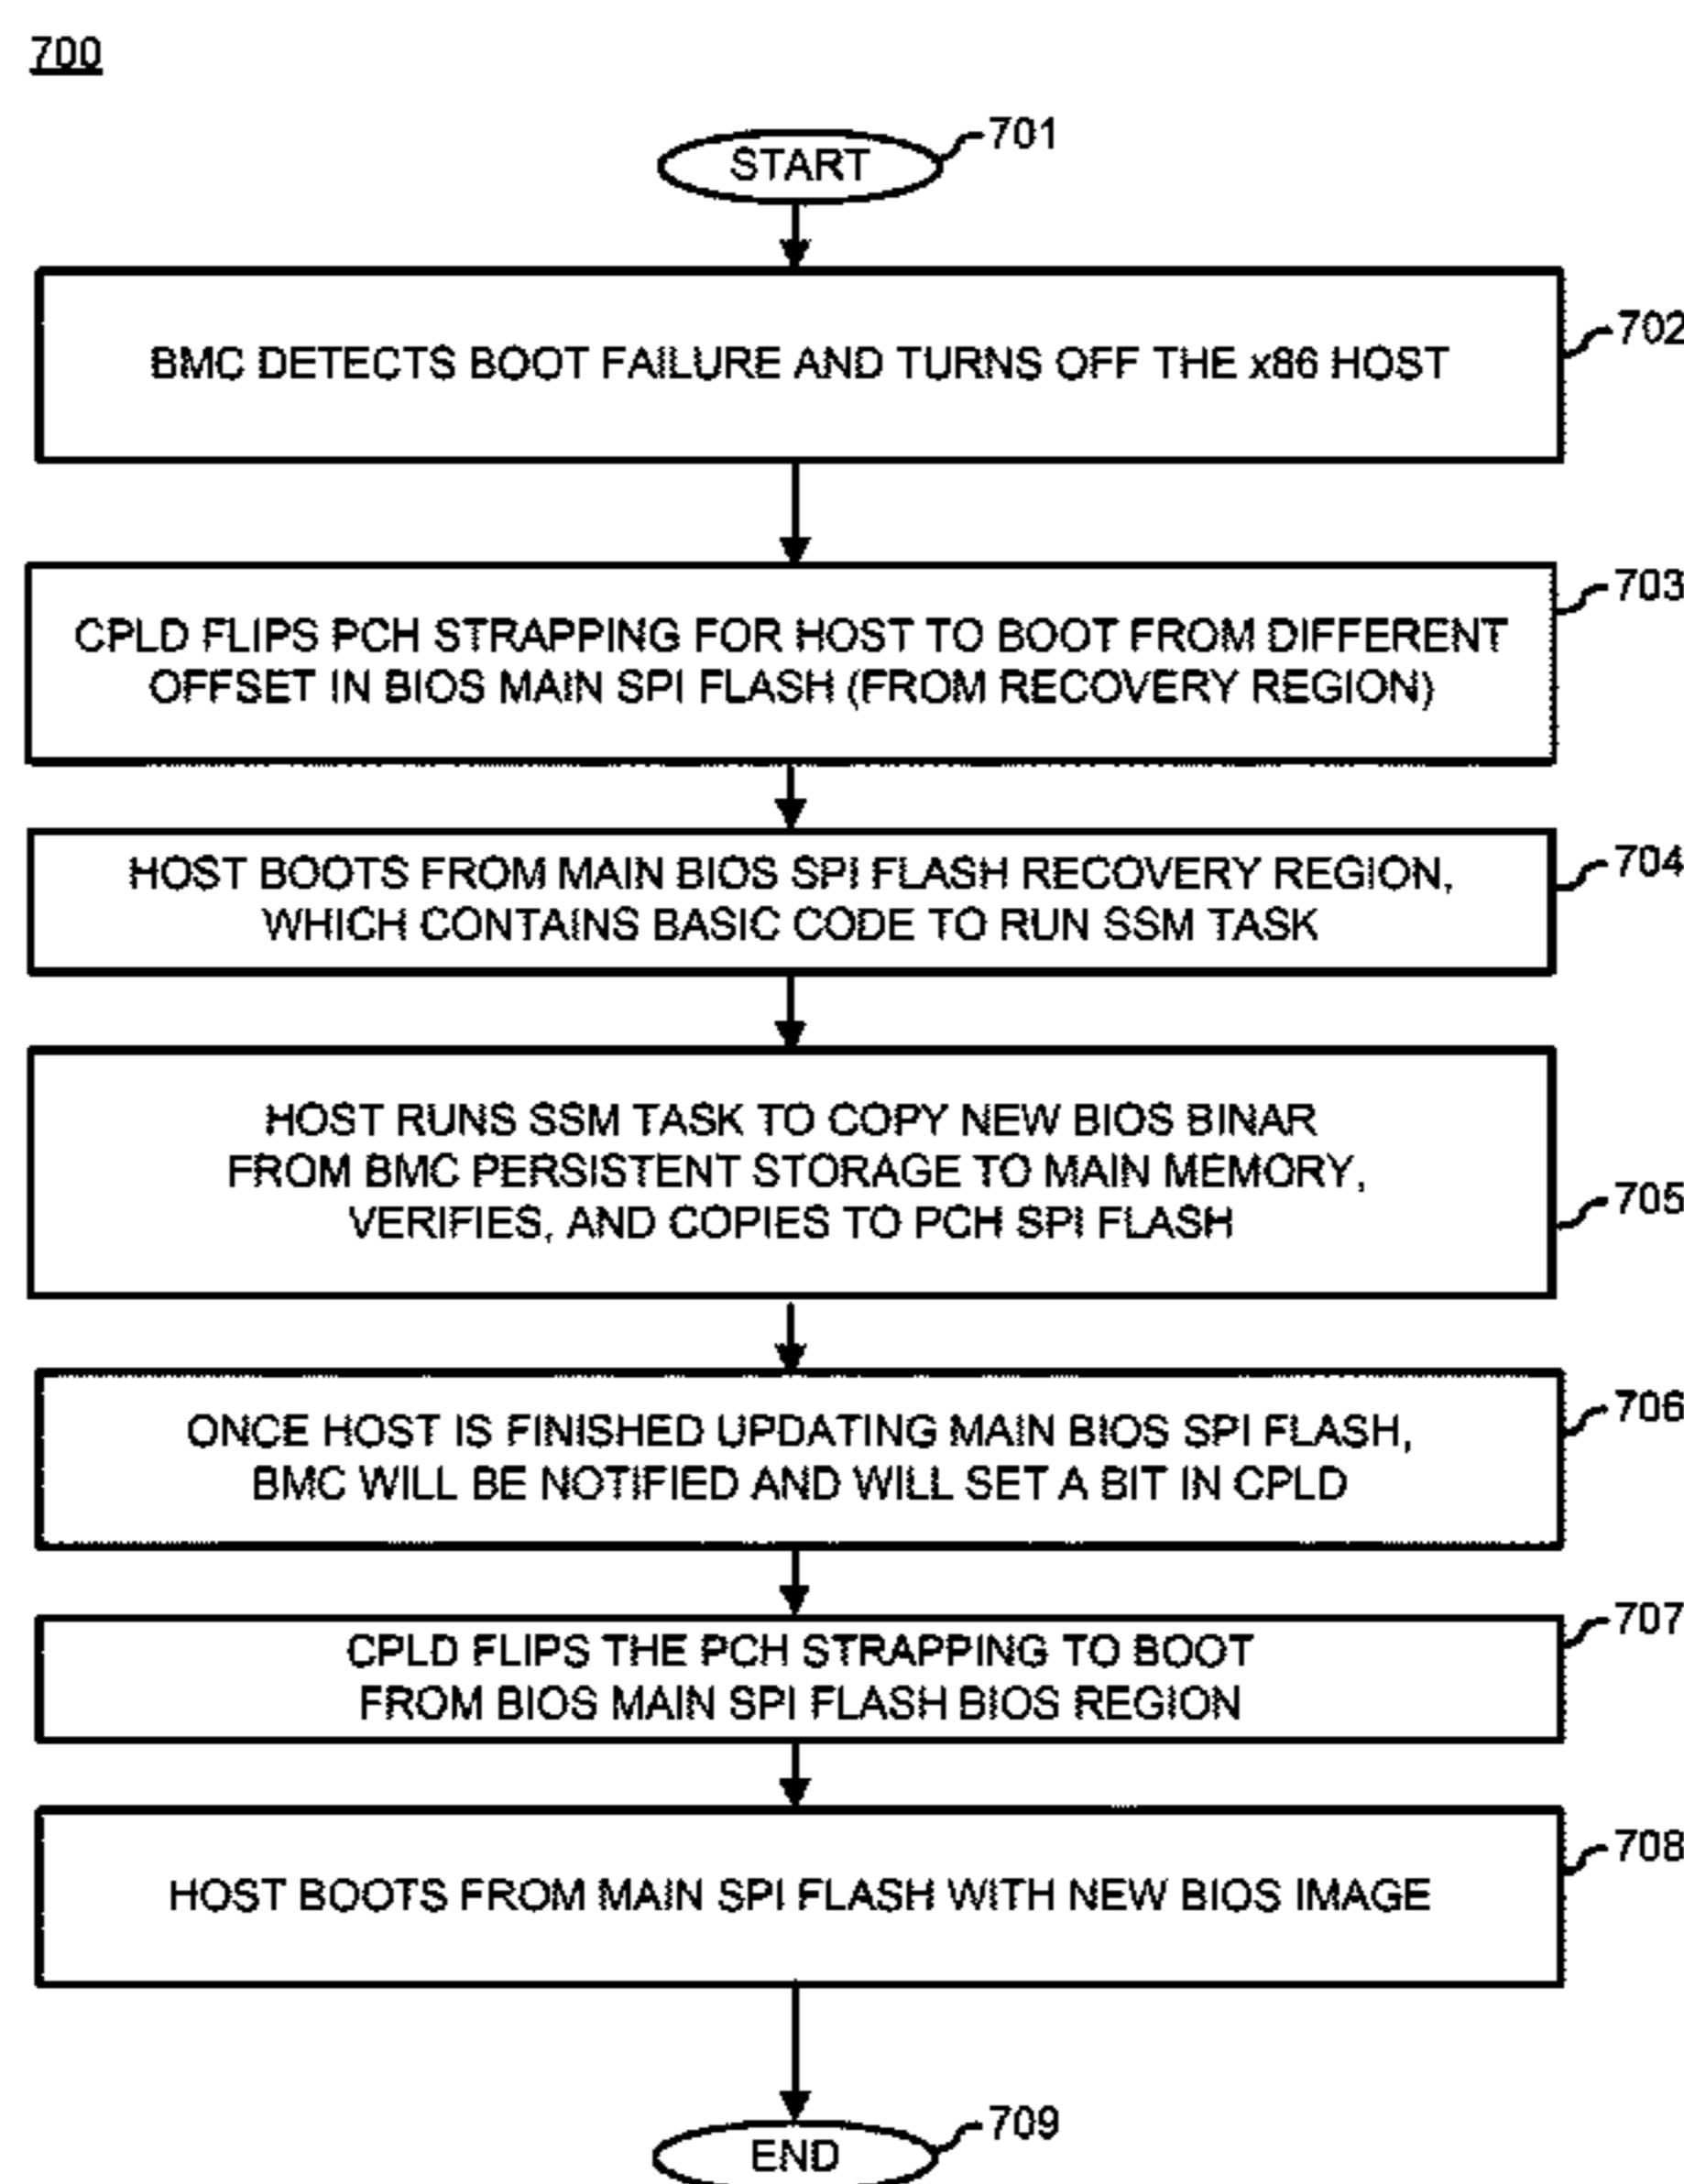 700
START
701
BMC DETECTS BOOT FAILURE AND TURNS OFF THE x86 HOST
702
CPLD FLIPS PCH STRAPPING FOR HOST TO BOOT FROM DIFFERENT
OFFSET IN BIOS MAIN SPI FLASH (FROM RECOVERY REGION)
703
HOST BOOTS FROM MAIN BIOS SPI FLASH RECOVERY REGION,
WHICH CONTAINS BASIC CODE TO RUN SSM TASK
704
HOST RUNS SSM TASK TO COPY NEW BIOS BINAR
FROM BMC PERSISTENT STORAGE TO MAIN MEMORY,
VERIFIES, AND COPIES TO PCH SPI FLASH
705
ONCE HOST IS FINISHED UPDATING MAIN BIOS SPI FLASH,
BMC WILL BE NOTIFIED AND WILL SET A BIT IN CPLD
706
CPLD FLIPS THE PCH STRAPPING TO BOOT
FROM BIOS MAIN SPI FLASH BIOS REGION
707
HOST BOOTS FROM MAIN SPI FLASH WITH NEW BIOS IMAGE
708
END
709